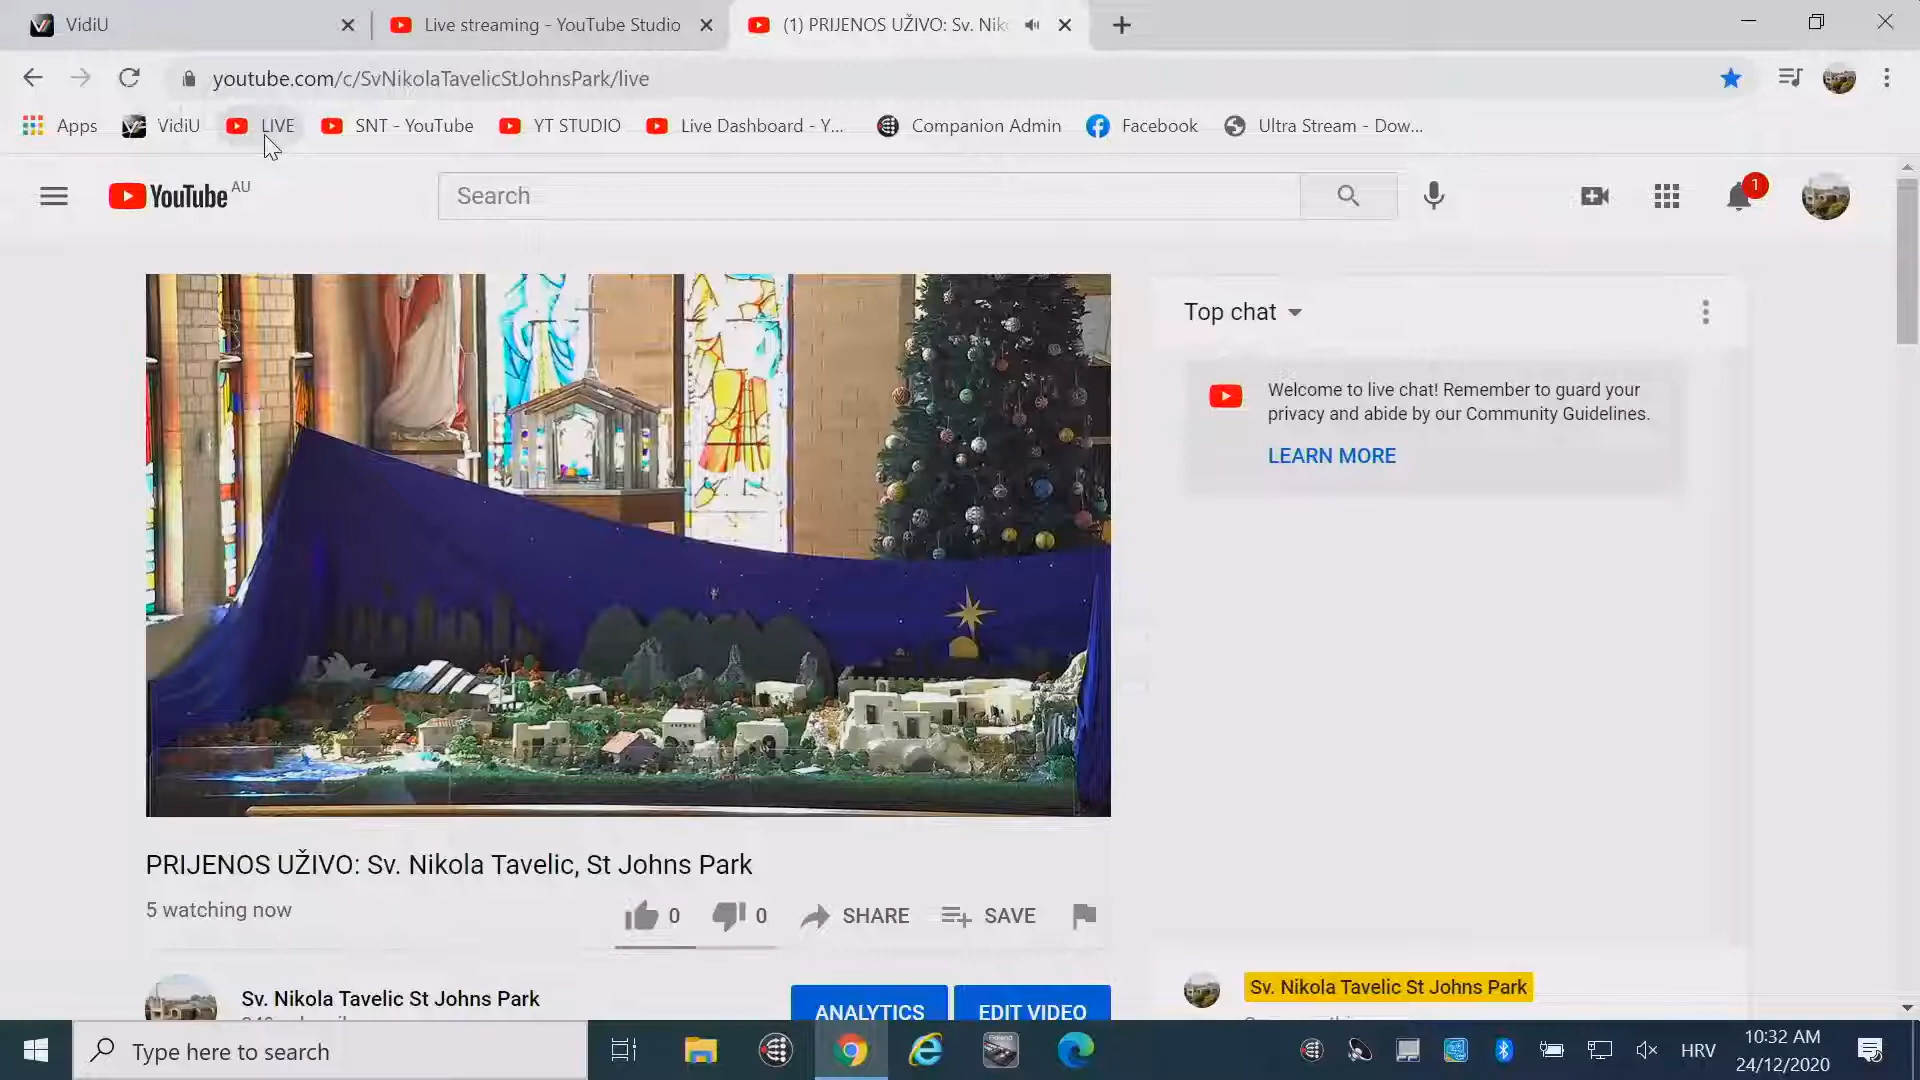 VidiU
Live streaming - YouTube Studio
(1) PRIJENOS UŽIVO: Sv. Nik
youtube.com/c/SvNikolaTavelicStJohnsPark/live
Apps
VidiU
LIVE
SNT - YouTube
YT STUDIO
Live Dashboard - Y...
Companion Admin
Facebook
Ultra Stream - Dow...
YouTube AU
Search
1
Top chat
Welcome to live chat! Remember to guard your
privacy and abide by our Community Guidelines.
LEARN MORE
PRIJENOS UŽIVO: Sv. Nikola Tavelic, St Johns Park
5 watching now
0
0
SHARE
SAVE
Sv. Nikola Tavelic St Johns Park
ANALYTICS
EDIT VIDEO
Sv. Nikola Tavelic St Johns Park
Type here to search
HRV
10:32 AM
24/12/2020